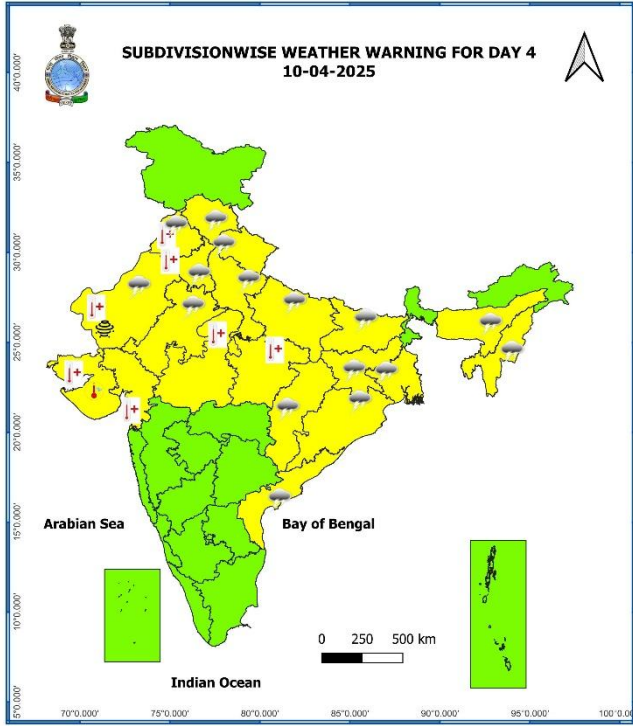 SUBDIVISIONWISE WEATHER WARNING FOR DAY 4
10-04-2025
40°0.000'
35°0.000'
30°0.000'
25°0.000'
20°0.000'
15°0.000'
10°0.000'
5°0.000'
Arabian Sea
Bay of Bengal
0 250 500 km
Indian Ocean
70°0.000' 75°0.000' 80°0.000' 85°0.000' 90°0.000' 95°0.000' 100°0.0